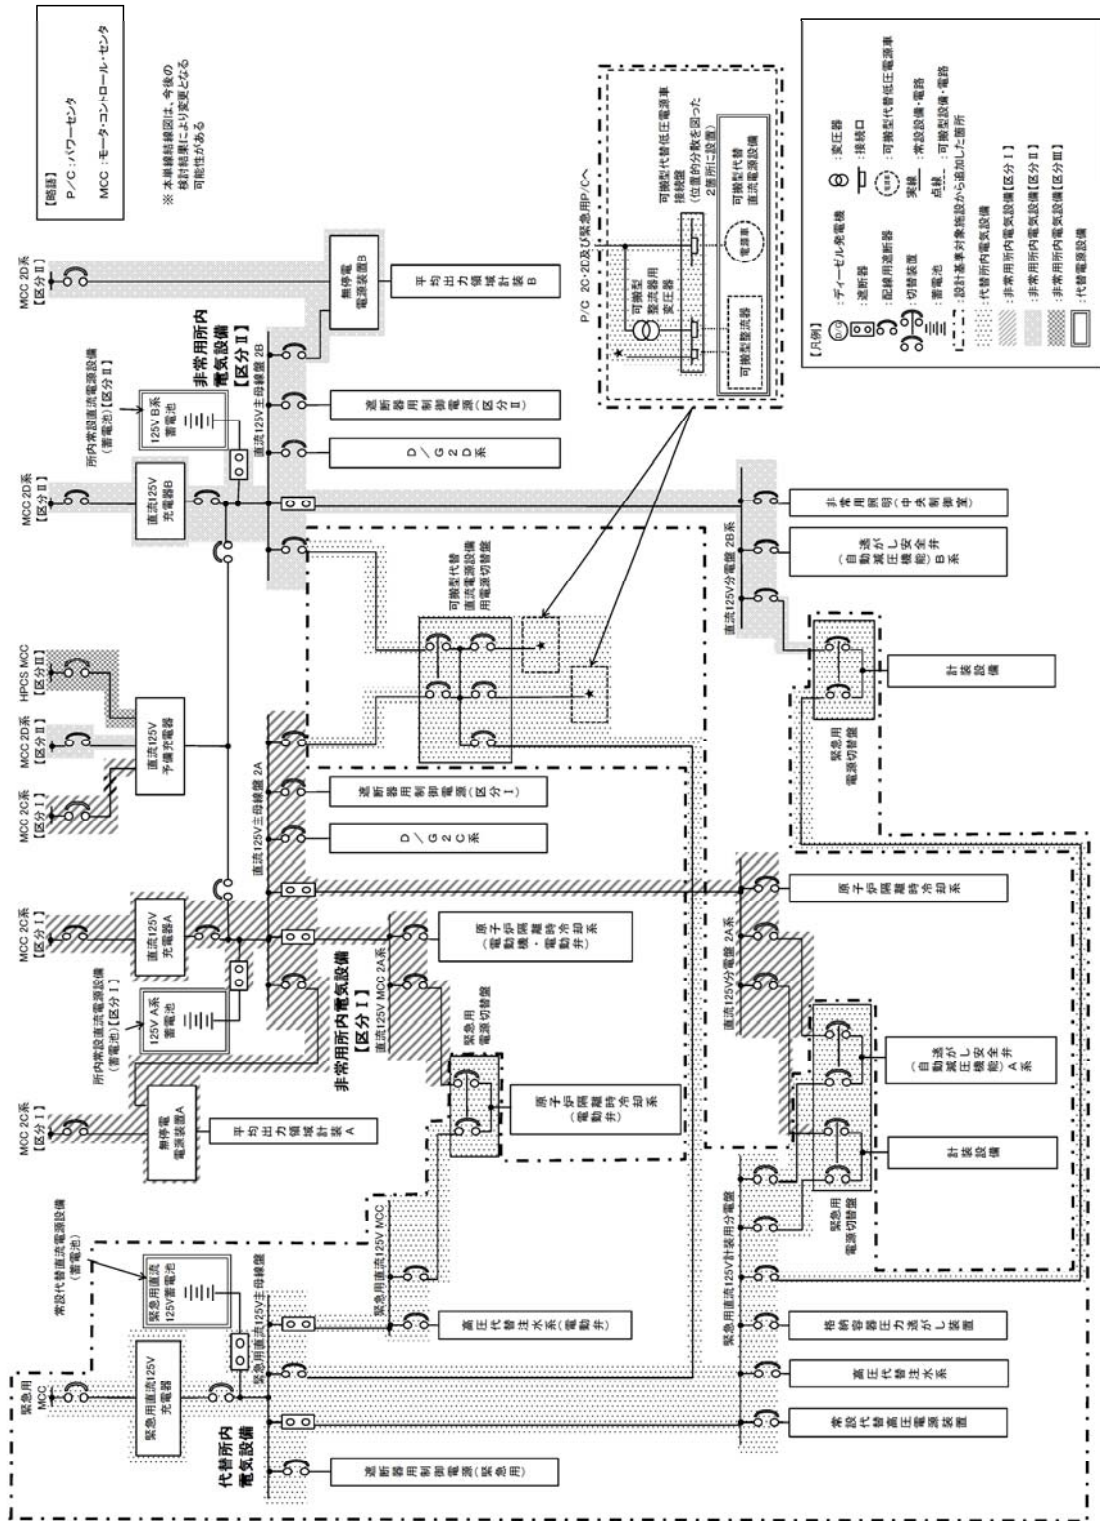 【略語】
P/C:パワーセンタ
MCC:モータ・コントロール・センタ
※ 本単線結線図は、今後の
検討結果により変更となる
可能性がある
緊急用
MCC
緊急用直流125V
充電器
常設代替直流電源設備
(蓄電池)
緊急用直流
125V蓄電池
代替所内
電気設備
緊急用直流125V主母線盤
遮断器用制御電源(緊急用)
緊急用直流125V MCC
高圧代替注水系(電動弁)
緊急用直流125V計装用分電盤
常設代替高圧電源装置
高圧代替注水系
格納容器圧力逃がし装置
MCC 2C系
【区分Ⅰ】
無停電
電源装置A
平均出力領域計装A
所内常設直流電源設備
(蓄電池)【区分Ⅰ】
125V A系
蓄電池
MCC 2C系
【区分Ⅰ】
直流125V
充電器A
非常用所内電気設備
【区分Ⅰ】
直流125V主母線盤 2A
D/G2C系
遮断器用制御電源(区分Ⅰ)
直流125V MCC 2A系
原子炉隔離時冷却系
(電動機・電動弁)
緊急用
電源切替盤
原子炉隔離時冷却系
(電動弁)
直流125V分電盤 2A系
原子炉隔離時冷却系
緊急用
電源切替盤
計装設備
逃がし安全弁
(自動減圧機能)A系
MCC 2C系
【区分Ⅰ】
MCC 2D系
【区分Ⅱ】
HPCS MCC
【区分Ⅲ】
直流125V
予備充電器
可搬型代替
直流電源設備
用電源切替盤
MCC 2D系
【区分Ⅱ】
直流125V
充電器B
所内常設直流電源設備
(蓄電池)【区分Ⅱ】
125V B系
蓄電池
非常用所内
電気設備
【区分Ⅱ】
直流125V主母線盤 2B
D/G2D系
遮断器用制御電源(区分Ⅱ)
MCC 2D系
【区分Ⅱ】
無停電
電源装置B
平均出力領域計装B
直流125V分電盤 2B系
逃がし安全弁
(自動減圧機能)B系
非常用照明(中央制御室)
緊急用
電源切替盤
計装設備
P/C 2C・2D及び緊急用P/Cへ
可搬型
整流器用
変圧器
可搬型代替低圧電源車
接続盤
(位置的分散を図った
2箇所に設置)
可搬型整流器
電源車
可搬型代替
直流電源設備
【凡例】
D/G :ディーゼル発電機
:遮断器
:配線用遮断器
:切替装置
:蓄電池
:変圧器
:接続口
電源車 :可搬型代替低圧電源車
実線 :常設設備・電路
点線 :可搬型設備・電路
:設計基準対象施設から追加した箇所
:代替所内電気設備
:非常用所内電気設備【区分Ⅰ】
:非常用所内電気設備【区分Ⅱ】
:非常用所内電気設備【区分Ⅲ】
:代替電源設備